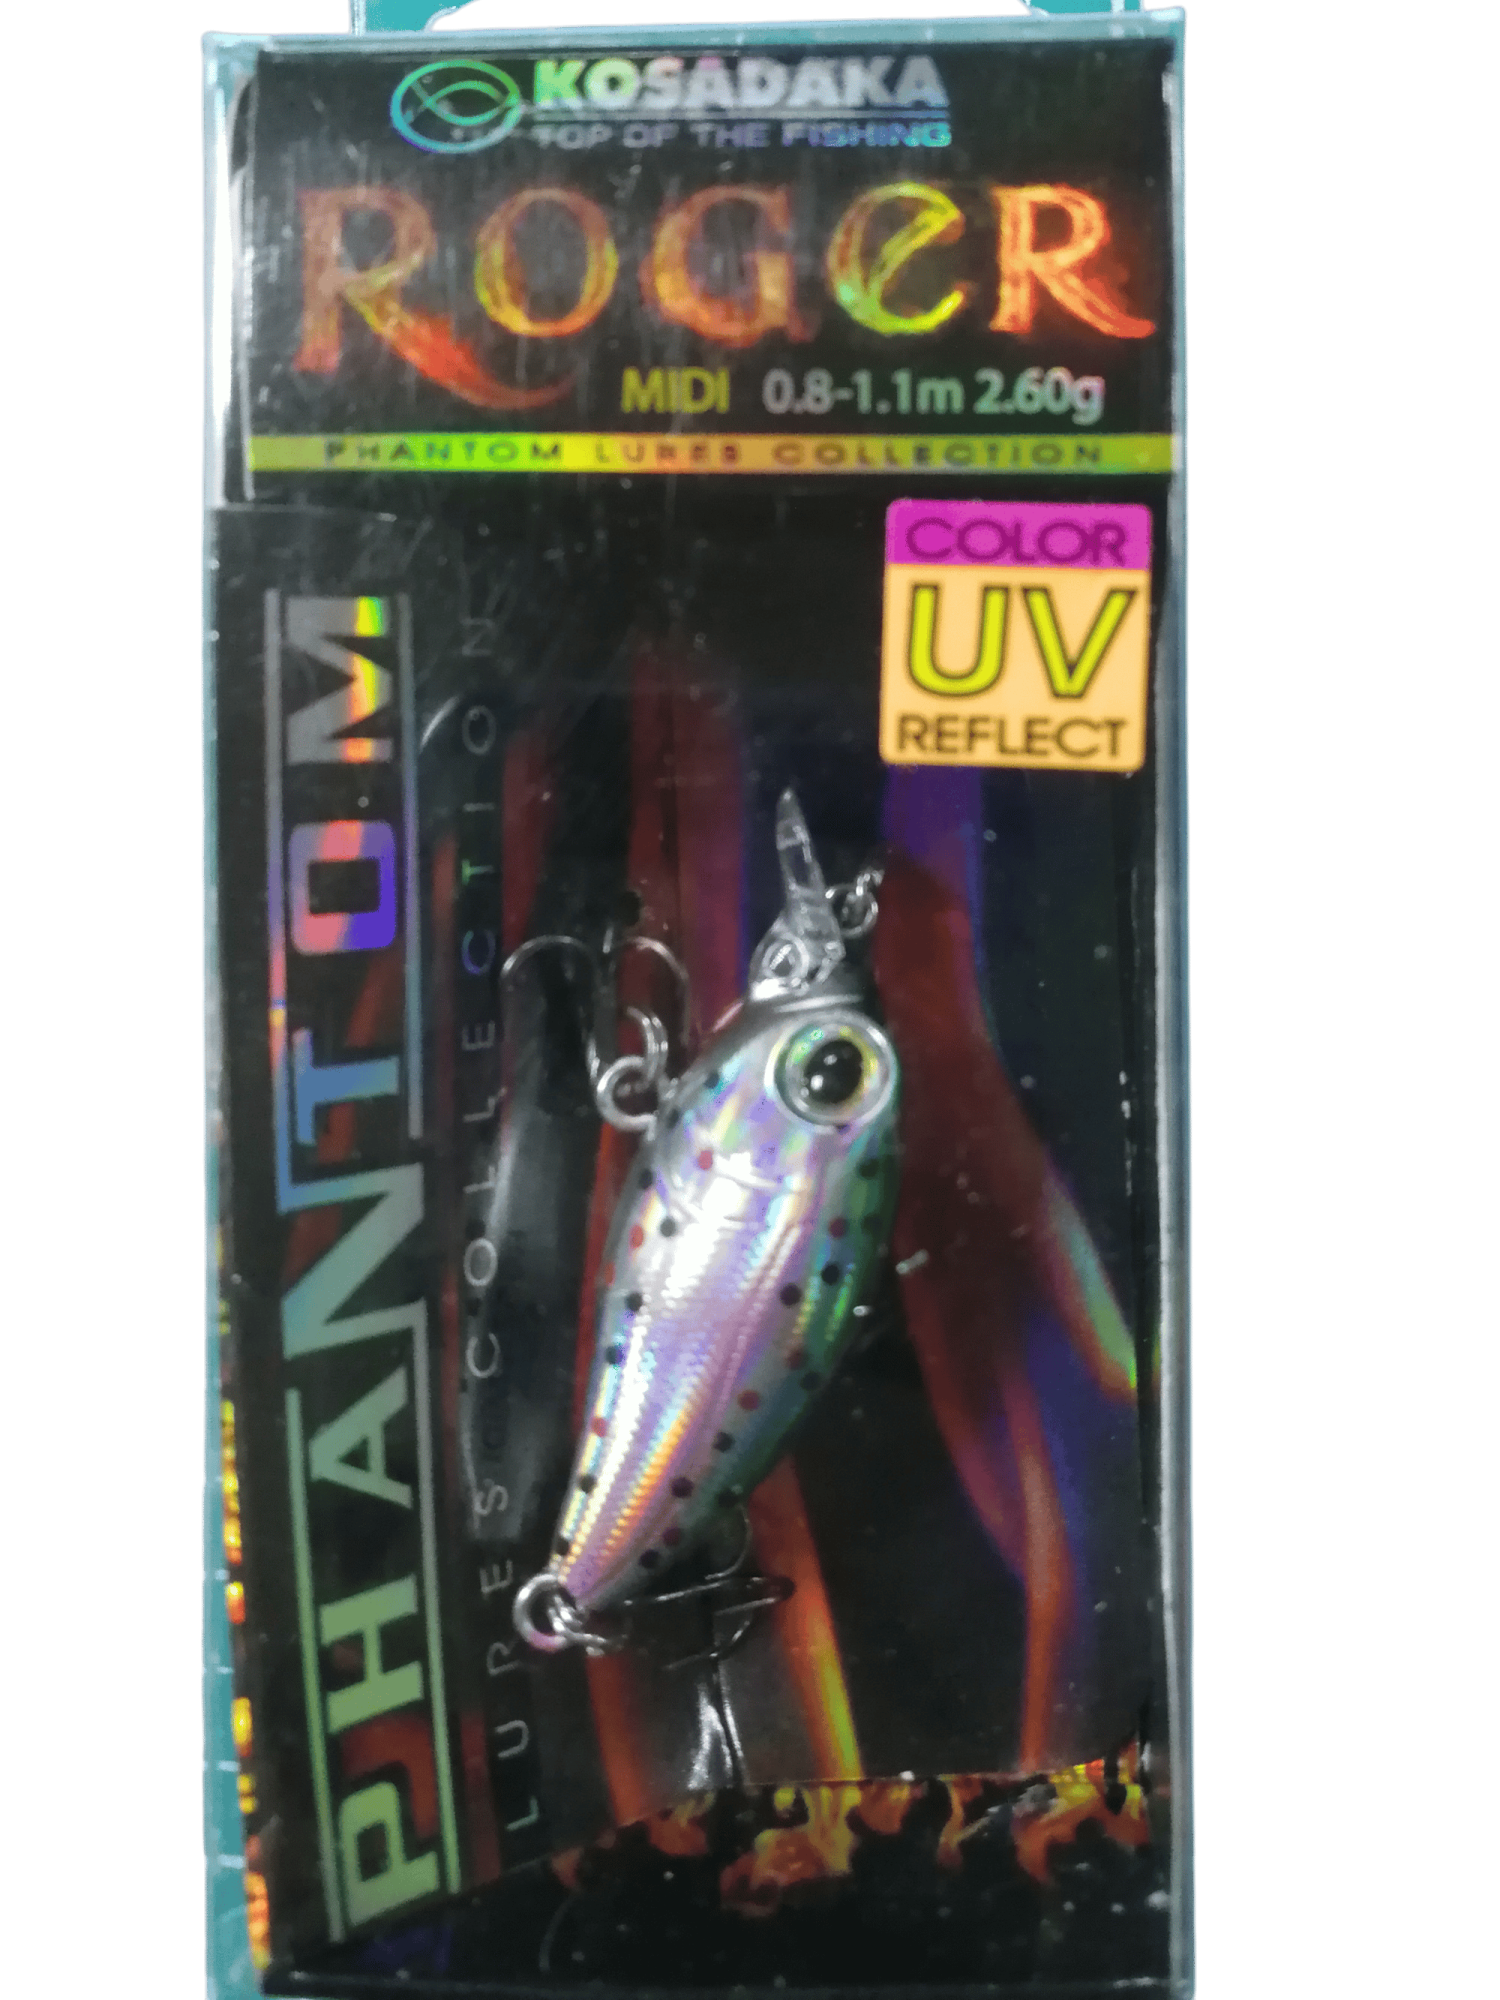 KOSADAKA
TOP OF THE FISHING
ROGER
MIDI 0.8-1.1m 2.60g
PHANTOM LURES COLLECTION
COLOR
UV
REFLECT
PHANTOM
LURES COLLECTION